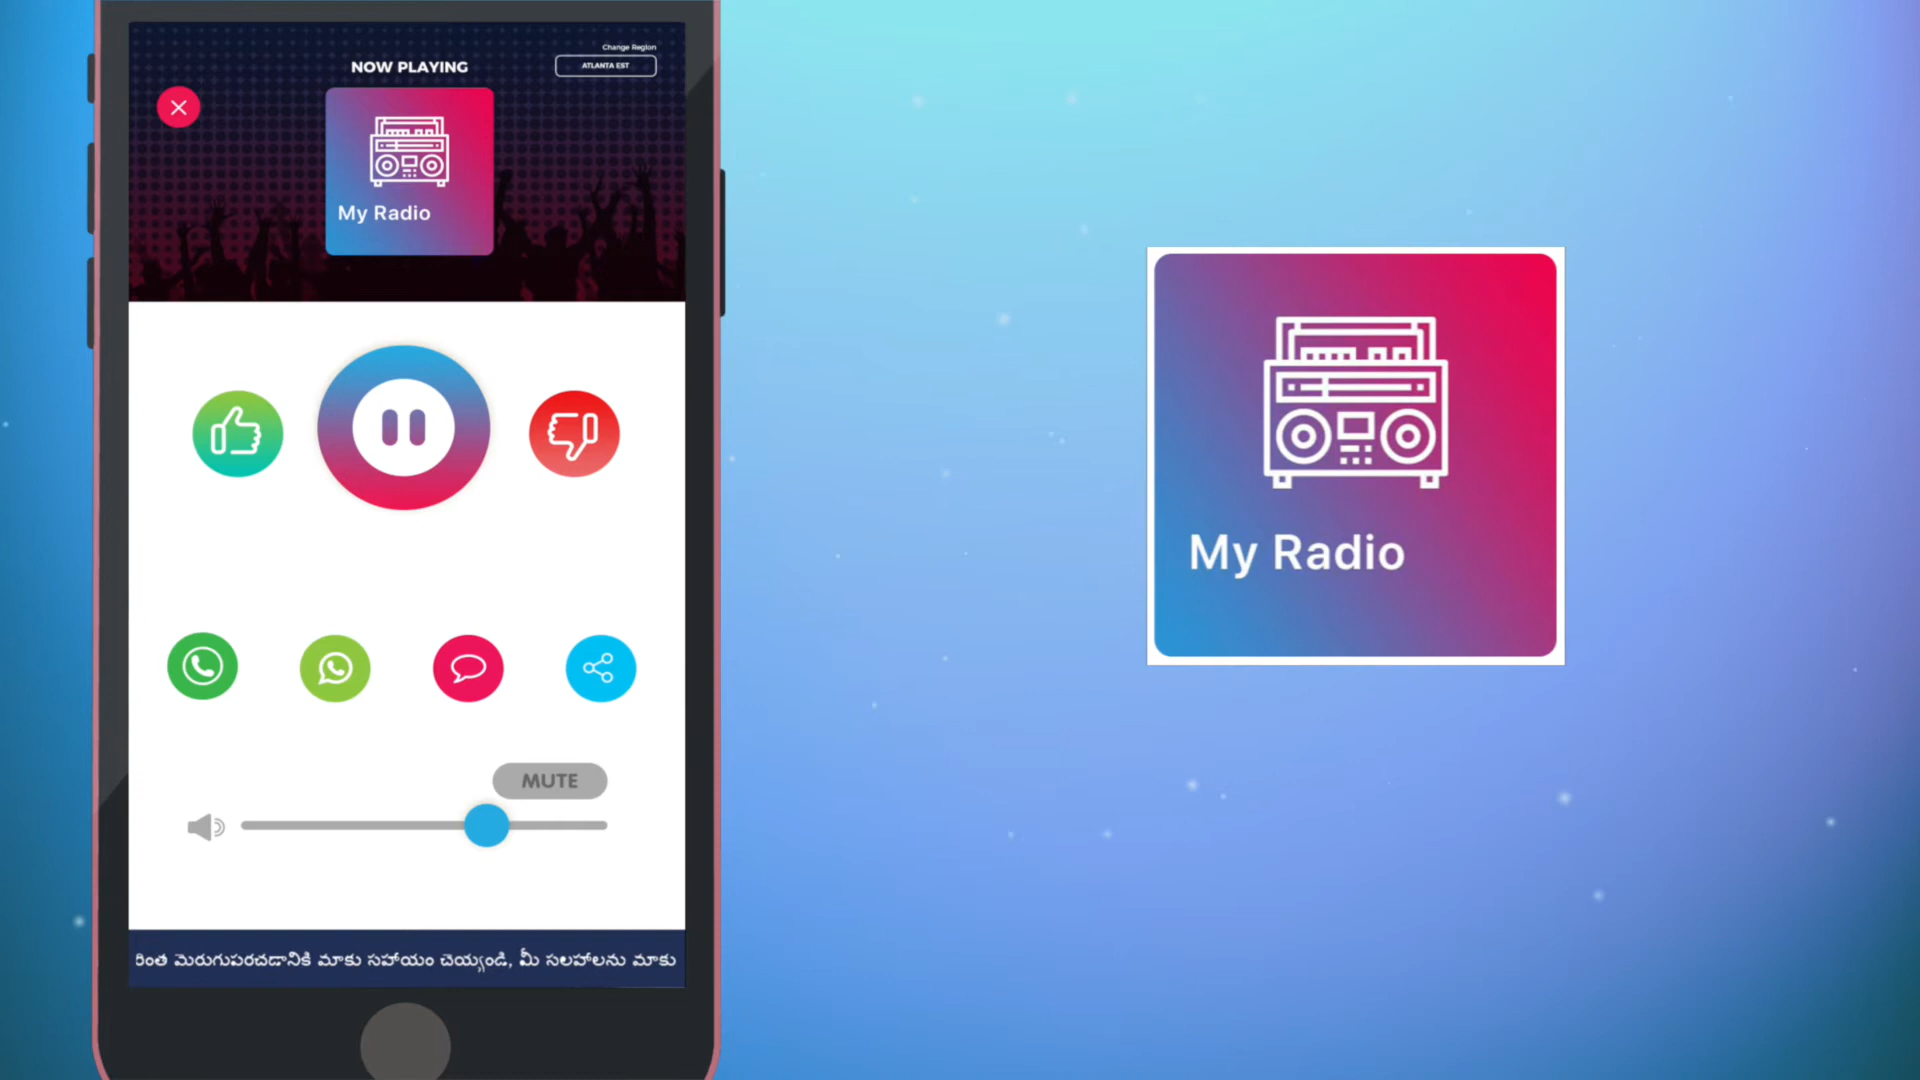 Change Region
ATLANTA EST
NOW PLAYING
My Radio
My Radio
MUTE
రింత మెరుగుపరచడానికి మాకు సహాయం చెయ్యండి, మీ సలహాలను మాకు